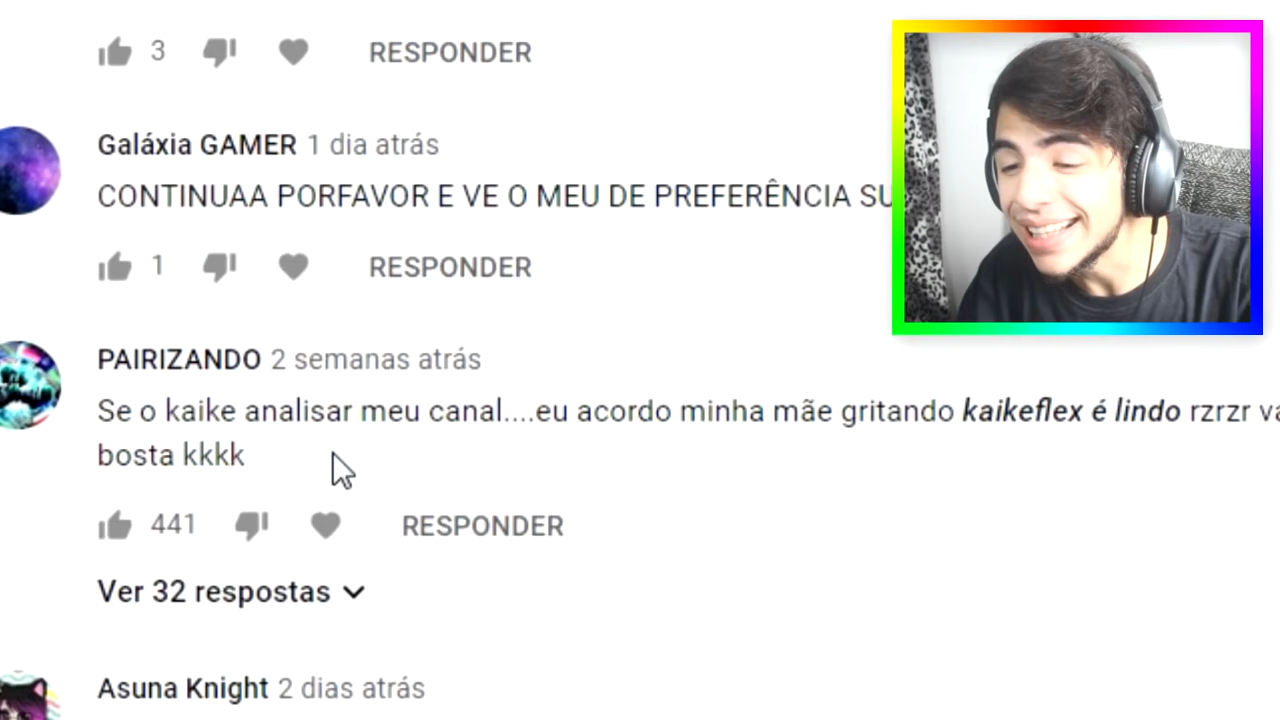 3 RESPONDER
Galáxia GAMER 1 dia atrás
CONTINUAA PORFAVOR E VE O MEU DE PREFERÊNCIA
1 RESPONDER
PAIRIZANDO 2 semanas atrás
Se o kaike analisar meu canal....eu acordo minha mãe gritando kaikeflex é lindo rzrzr
bosta kkkk
441 RESPONDER
Ver 32 respostas
Asuna Knight 2 dias atrás